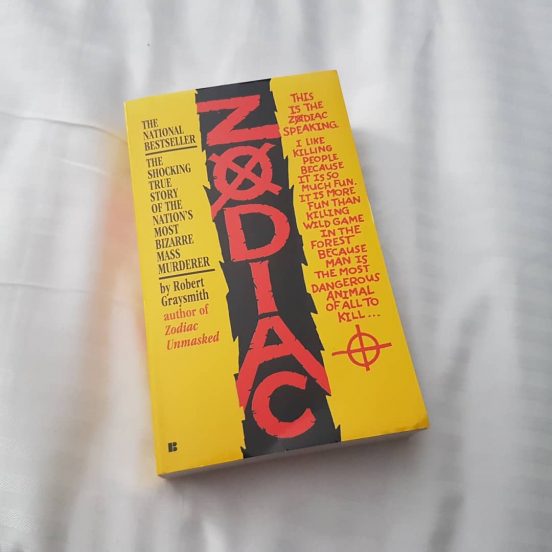 THE
NATIONAL
BESTSELLER
THE
SHOCKING
TRUE
STORY
OF THE
NATION'S
MOST
BIZARRE
MASS
MURDERER
by Robert
Graysmith
author of
Zodiac
Unmasked
ZODIAC
THIS
IS THE
ZODIAC
SPEAKING.
I LIKE
KILLING
PEOPLE
BECAUSE
IT IS SO
MUCH FUN.
IT IS MORE
FUN THAN
KILLING
WILD GAME
IN THE
FOREST
BECAUSE
MAN IS
THE MOST
DANGEROUS
ANIMAL
OF ALL TO
KILL...
B